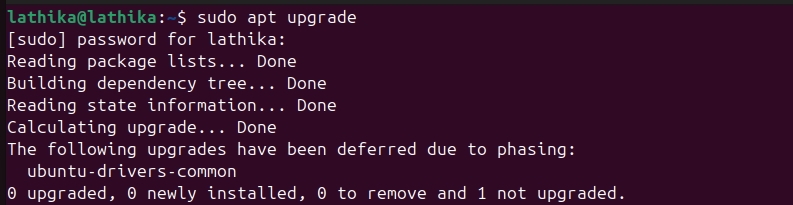 lathika@lathika:~$ sudo apt upgrade
[sudo] password for lathika:
Reading package lists... Done
Building dependency tree... Done
Reading state information... Done
Calculating upgrade... Done
The following upgrades have been deferred due to phasing:
  ubuntu-drivers-common
0 upgraded, 0 newly installed, 0 to remove and 1 not upgraded.